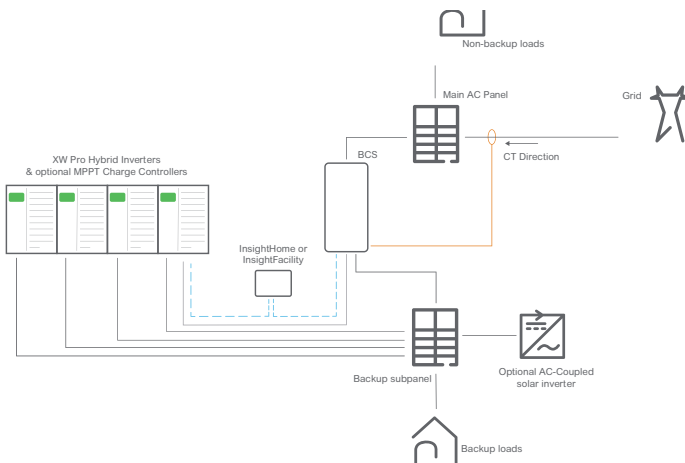 Non-backup loads
Main AC Panel
Grid
BCS
CT Direction
XW Pro Hybrid Inverters
& optional MPPT Charge Controllers
InsightHome or
InsightFacility
Backup subpanel
Optional AC-Coupled
solar inverter
Backup loads